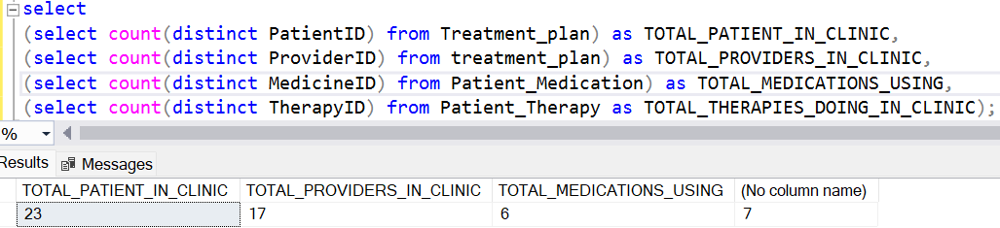 select
(select count(distinct PatientID) from Treatment_plan) as TOTAL_PATIENT_IN_CLINIC,
(select count(distinct ProviderID) from treatment_plan) as TOTAL_PROVIDERS_IN_CLINIC,
(select count(distinct MedicineID) from Patient_Medication) as TOTAL_MEDICATIONS_USING,
(select count(distinct TherapyID) from Patient_Therapy as TOTAL_THERAPIES_DOING_IN_CLINIC);
%
Results Messages
TOTAL_PATIENT_IN_CLINIC TOTAL_PROVIDERS_IN_CLINIC TOTAL_MEDICATIONS_USING (No column name)
23 17 6 7